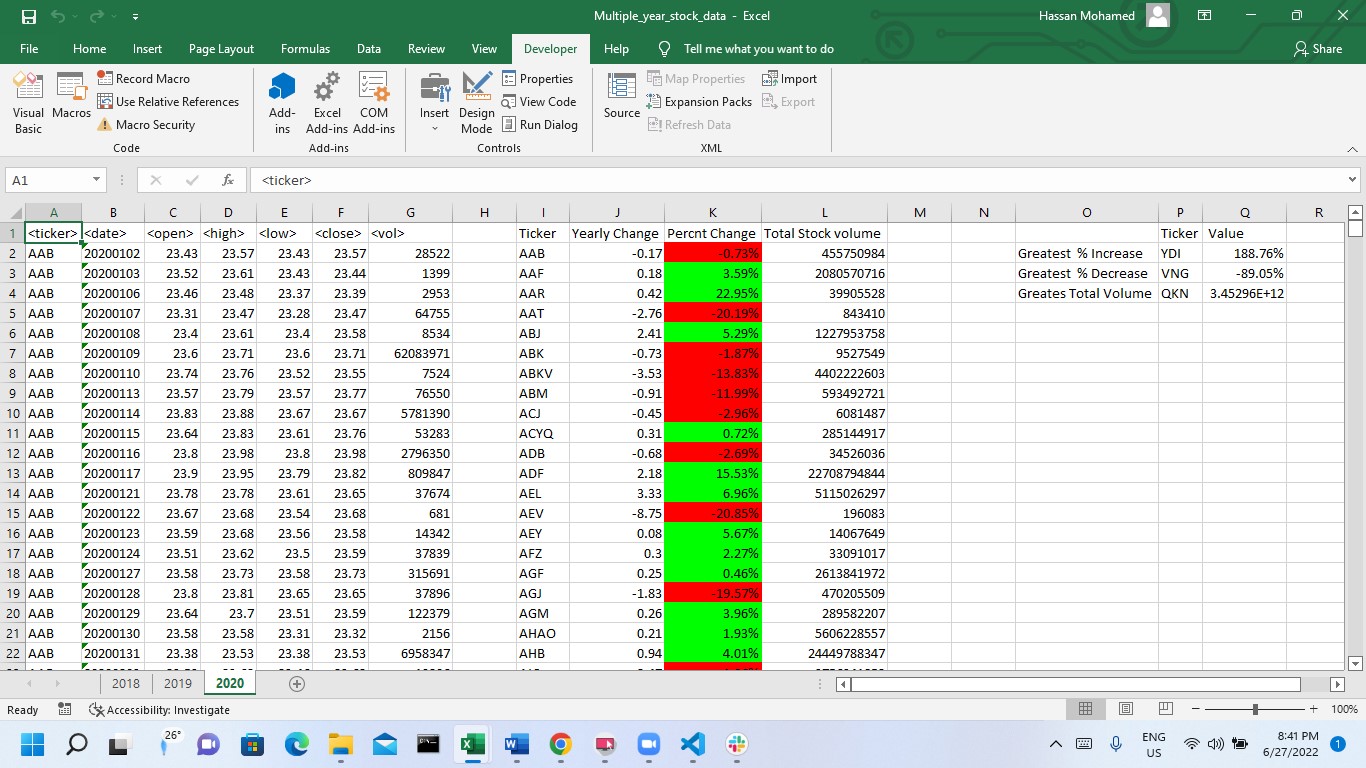 Multiple_year_stock_data - Excel
Hassan Mohamed
File Home Insert Page Layout Formulas Data Review View Developer Help Tell me what you want to do Share
Visual Basic
Macros
Record Macro
Use Relative References
Macro Security
Code
Add-ins
Excel Add-ins
COM Add-ins
Add-ins
Insert
Design Mode
Properties
View Code
Run Dialog
Controls
Source
Map Properties
Expansion Packs
Refresh Data
Import
Export
XML
A1 fx <ticker>
A B C D E F G H I J K L M N O P Q R
1 <ticker> <date> <open> <high> <low> <close> <vol> Ticker Yearly Change Percnt Change Total Stock volume Ticker Value
2 AAB 20200102 23.43 23.57 23.43 23.57 28522 AAB -0.17 -0.73% 455750984 Greatest % Increase YDI 188.76%
3 AAB 20200103 23.52 23.61 23.43 23.44 1399 AAF 0.18 3.59% 2080570716 Greatest % Decrease VNG -89.05%
4 AAB 20200106 23.46 23.48 23.37 23.39 2953 AAR 0.42 22.95% 39905528 Greates Total Volume QKN 3.45296E+12
5 AAB 20200107 23.31 23.47 23.28 23.47 64755 AAT -2.76 -20.19% 843410
6 AAB 20200108 23.4 23.61 23.4 23.58 8534 ABJ 2.41 5.29% 1227953758
7 AAB 20200109 23.6 23.71 23.6 23.71 62083971 ABK -0.73 -1.87% 9527549
8 AAB 20200110 23.74 23.76 23.52 23.55 7524 ABKV -3.53 -13.83% 4402222603
9 AAB 20200113 23.57 23.79 23.57 23.77 76550 ABM -0.91 -11.99% 593492721
10 AAB 20200114 23.83 23.88 23.67 23.67 5781390 ACJ -0.45 -2.96% 6081487
11 AAB 20200115 23.64 23.83 23.61 23.76 53283 ACYQ 0.31 0.72% 285144917
12 AAB 20200116 23.8 23.98 23.8 23.98 2796350 ADB -0.68 -2.69% 34526036
13 AAB 20200117 23.9 23.95 23.79 23.82 809847 ADF 2.18 15.53% 22708794844
14 AAB 20200121 23.78 23.78 23.61 23.65 37674 AEL 3.33 6.96% 5115026297
15 AAB 20200122 23.67 23.68 23.54 23.68 681 AEV -8.75 -20.85% 196083
16 AAB 20200123 23.59 23.68 23.56 23.58 14342 AEY 0.08 5.67% 14067649
17 AAB 20200124 23.51 23.62 23.5 23.59 37839 AFZ 0.3 2.27% 33091017
18 AAB 20200127 23.58 23.73 23.58 23.73 315691 AGF 0.25 0.46% 2613841972
19 AAB 20200128 23.8 23.81 23.65 23.65 37896 AGJ -1.83 -19.57% 470205509
20 AAB 20200129 23.64 23.7 23.51 23.59 122379 AGM 0.26 3.96% 289582207
21 AAB 20200130 23.58 23.58 23.31 23.32 2156 AHAO 0.21 1.93% 5606228557
22 AAB 20200131 23.38 23.53 23.38 23.53 6958347 AHB 0.94 4.01% 24449788347
2018 2019 2020
Ready Accessibility: Investigate 100%
26°
ENG
US
8:41 PM
6/27/2022
1